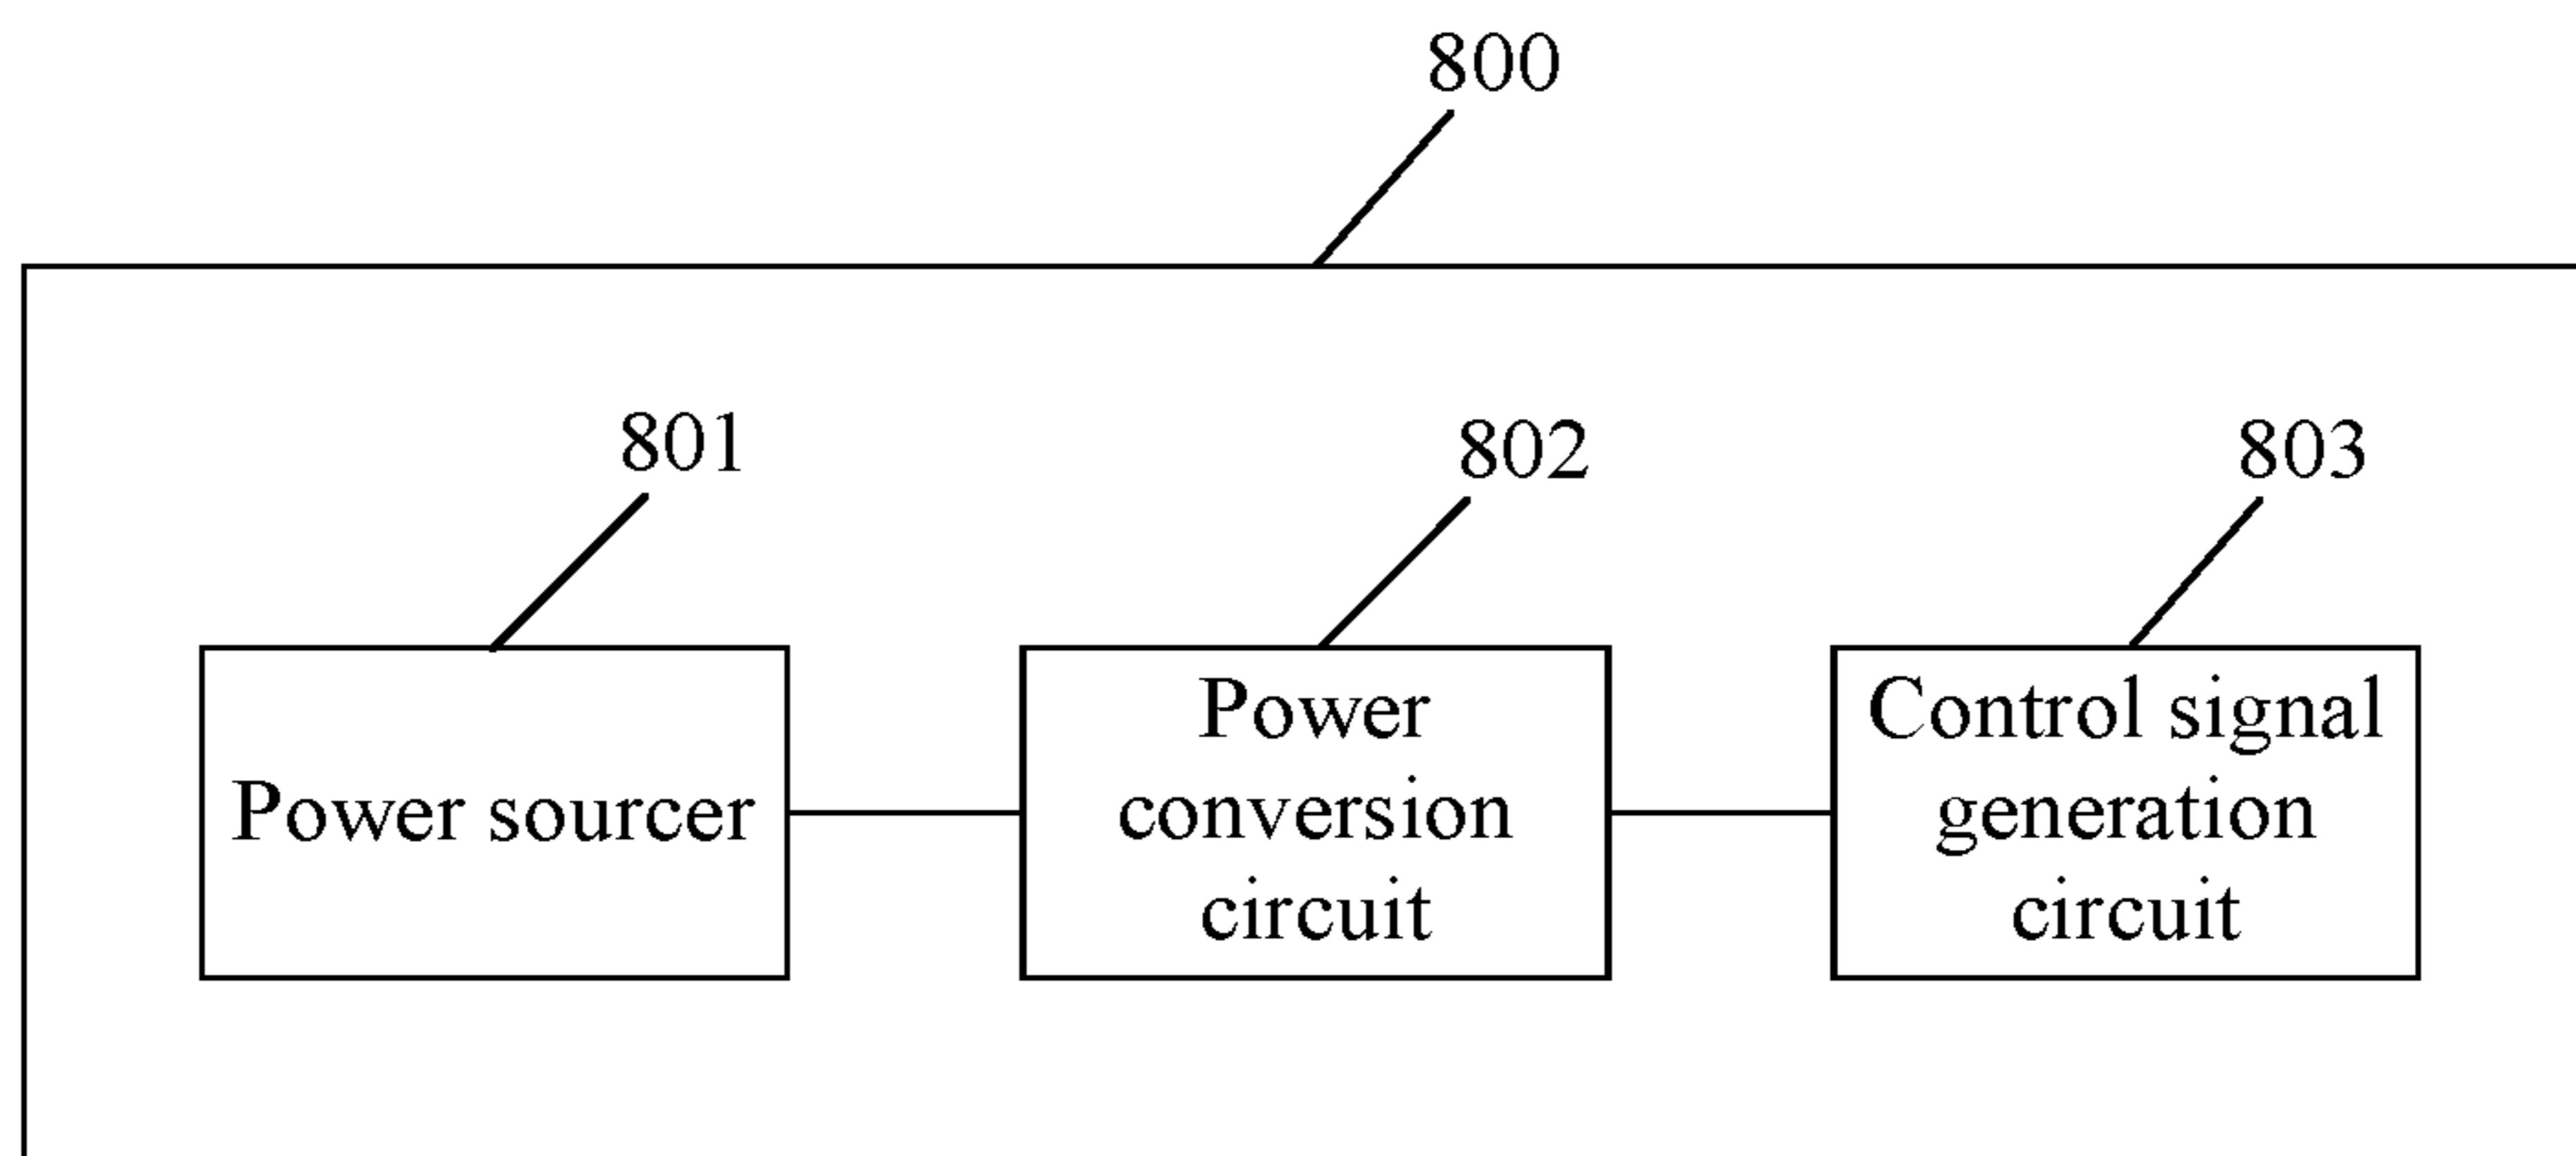 800
801
802
803
Power sourcer
Power
conversion
circuit
Control signal
generation
circuit